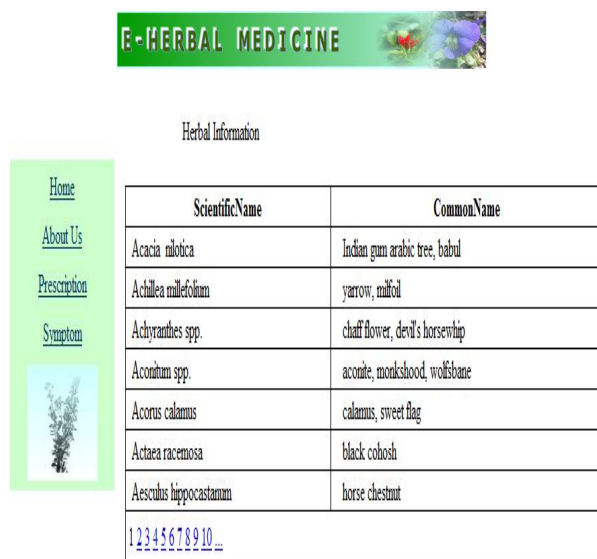 E-HERBAL MEDICINE
Herbal Information
Home
About Us
Prescription
Symptom
ScientificName CommonName
Acacia nilotica Indian gum arabic tree, babul
Achillea millefolium yarrow, milfoil
Achyranthes spp. chaff flower, devil's horsewhip
Aconitum spp. aconite, monkshood, wolfsbane
Acorus calamus calamus, sweet flag
Actaea racemosa black cohosh
Aesculus hippocastanum horse chestnut
1 2 3 4 5 6 7 8 9 10 ...